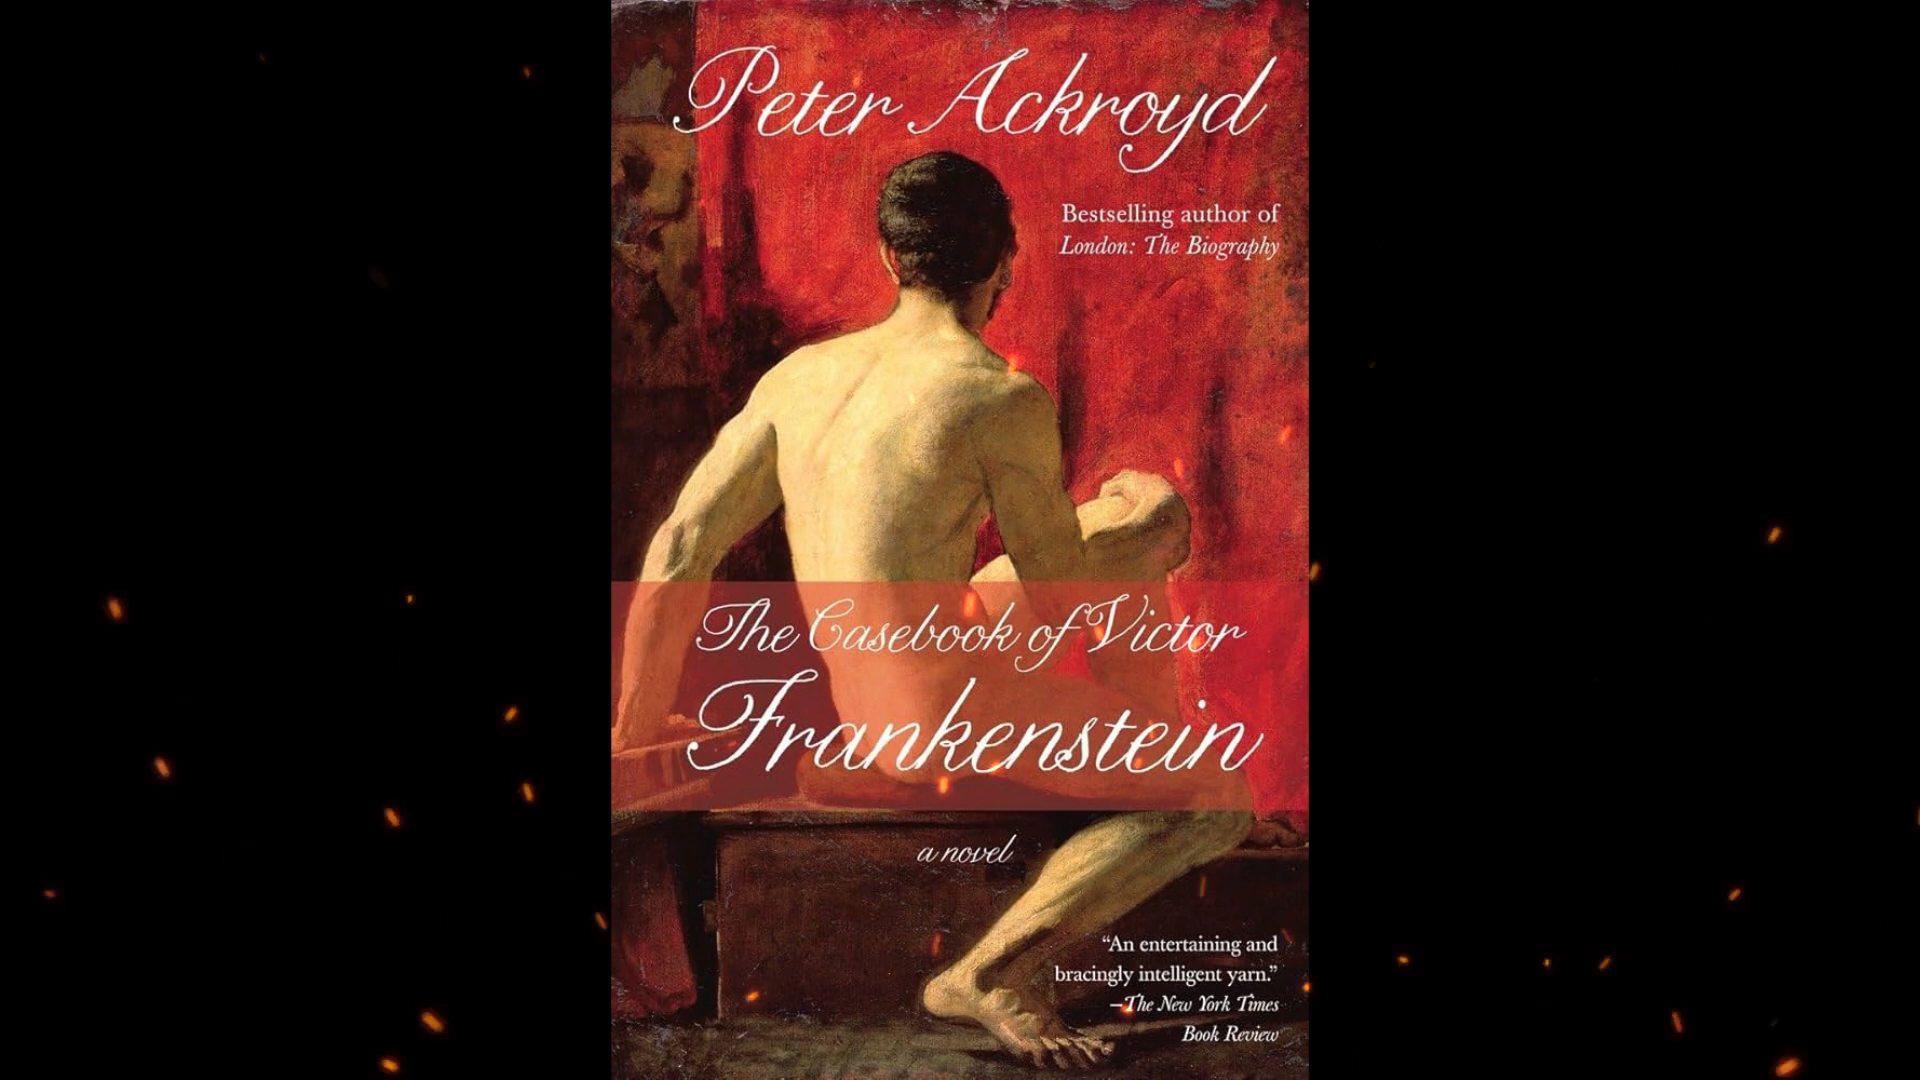 Peter Ackroyd
Bestselling author of
London: The Biography
The Casebook of Victor
Frankenstein
a novel
“An entertaining and
bracingly intelligent yarn.”
—The New York Times
Book Review